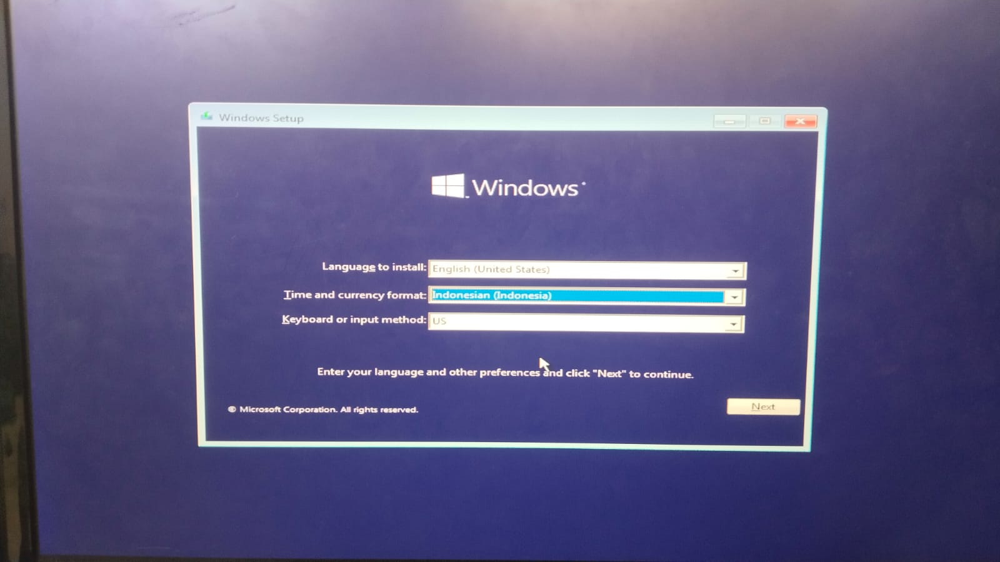 Windows Setup
Windows
Language to install: English (United States)
Time and currency format: Indonesian (Indonesia)
Keyboard or input method: US
Enter your language and other preferences and click "Next" to continue.
© Microsoft Corporation. All rights reserved.
Next